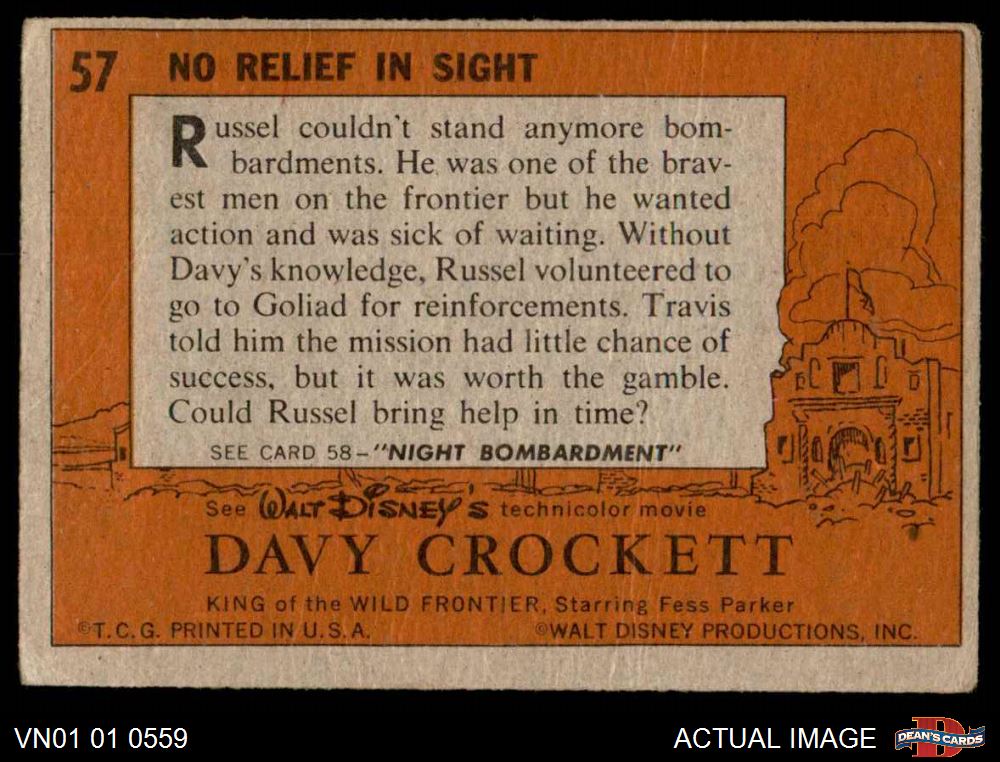 57 NO RELIEF IN SIGHT
Russel couldn't stand anymore bom-
bardments. He was one of the brav-
est men on the frontier but he wanted
action and was sick of waiting. Without
Davy's knowledge, Russel volunteered to
go to Goliad for reinforcements. Travis
told him the mission had little chance of
success, but it was worth the gamble.
Could Russel bring help in time?
SEE CARD 58-"NIGHT BOMBARDMENT"
See WALT DISNEY'S technicolor movie
DAVY CROCKETT
KING of the WILD FRONTIER, Starring Fess Parker
©T.C.G. PRINTED IN U.S.A. ©WALT DISNEY PRODUCTIONS, INC.
VN01 01 0559 ACTUAL IMAGE D DEAN'S CARDS